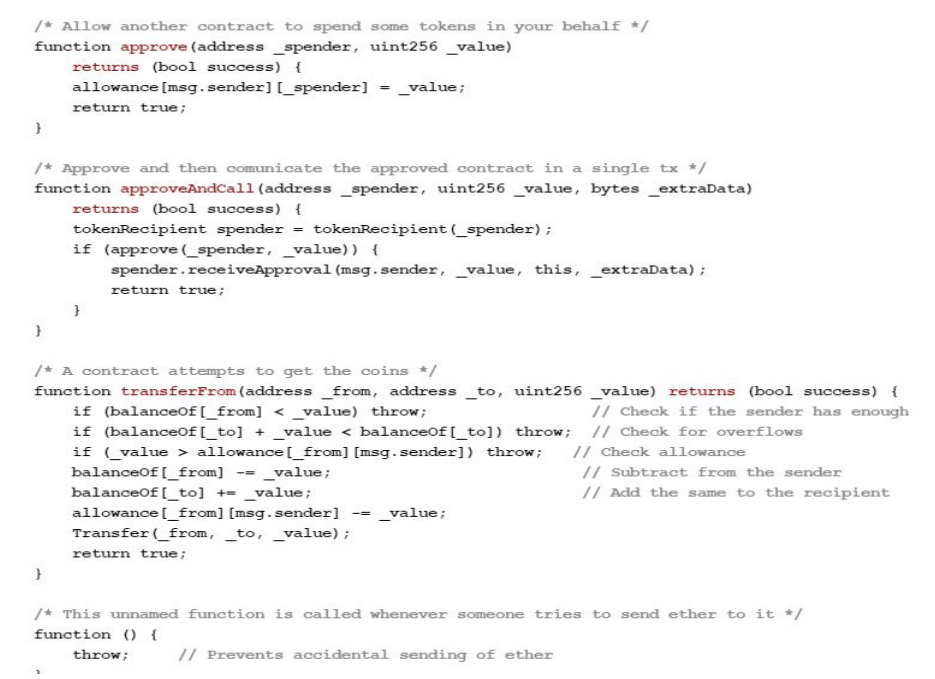 /* Allow another contract to spend some tokens in your behalf */
function approve(address _spender, uint256 _value)
    returns (bool success) {
    allowance[msg.sender][_spender] = _value;
    return true;
}

/* Approve and then comunicate the approved contract in a single tx */
function approveAndCall(address _spender, uint256 _value, bytes _extraData)
    returns (bool success) {
    tokenRecipient spender = tokenRecipient(_spender);
    if (approve(_spender, _value)) {
        spender.receiveApproval(msg.sender, _value, this, _extraData);
        return true;
    }
}

/* A contract attempts to get the coins */
function transferFrom(address _from, address _to, uint256 _value) returns (bool success) {
    if (balanceOf[_from] < _value) throw;                 // Check if the sender has enough
    if (balanceOf[_to] + _value < balanceOf[_to]) throw;  // Check for overflows
    if (_value > allowance[_from][msg.sender]) throw;   // Check allowance
    balanceOf[_from] -= _value;                          // Subtract from the sender
    balanceOf[_to] += _value;                            // Add the same to the recipient
    allowance[_from][msg.sender] -= _value;
    Transfer(_from, _to, _value);
    return true;
}

/* This unnamed function is called whenever someone tries to send ether to it */
function () {
    throw;     // Prevents accidental sending of ether
}